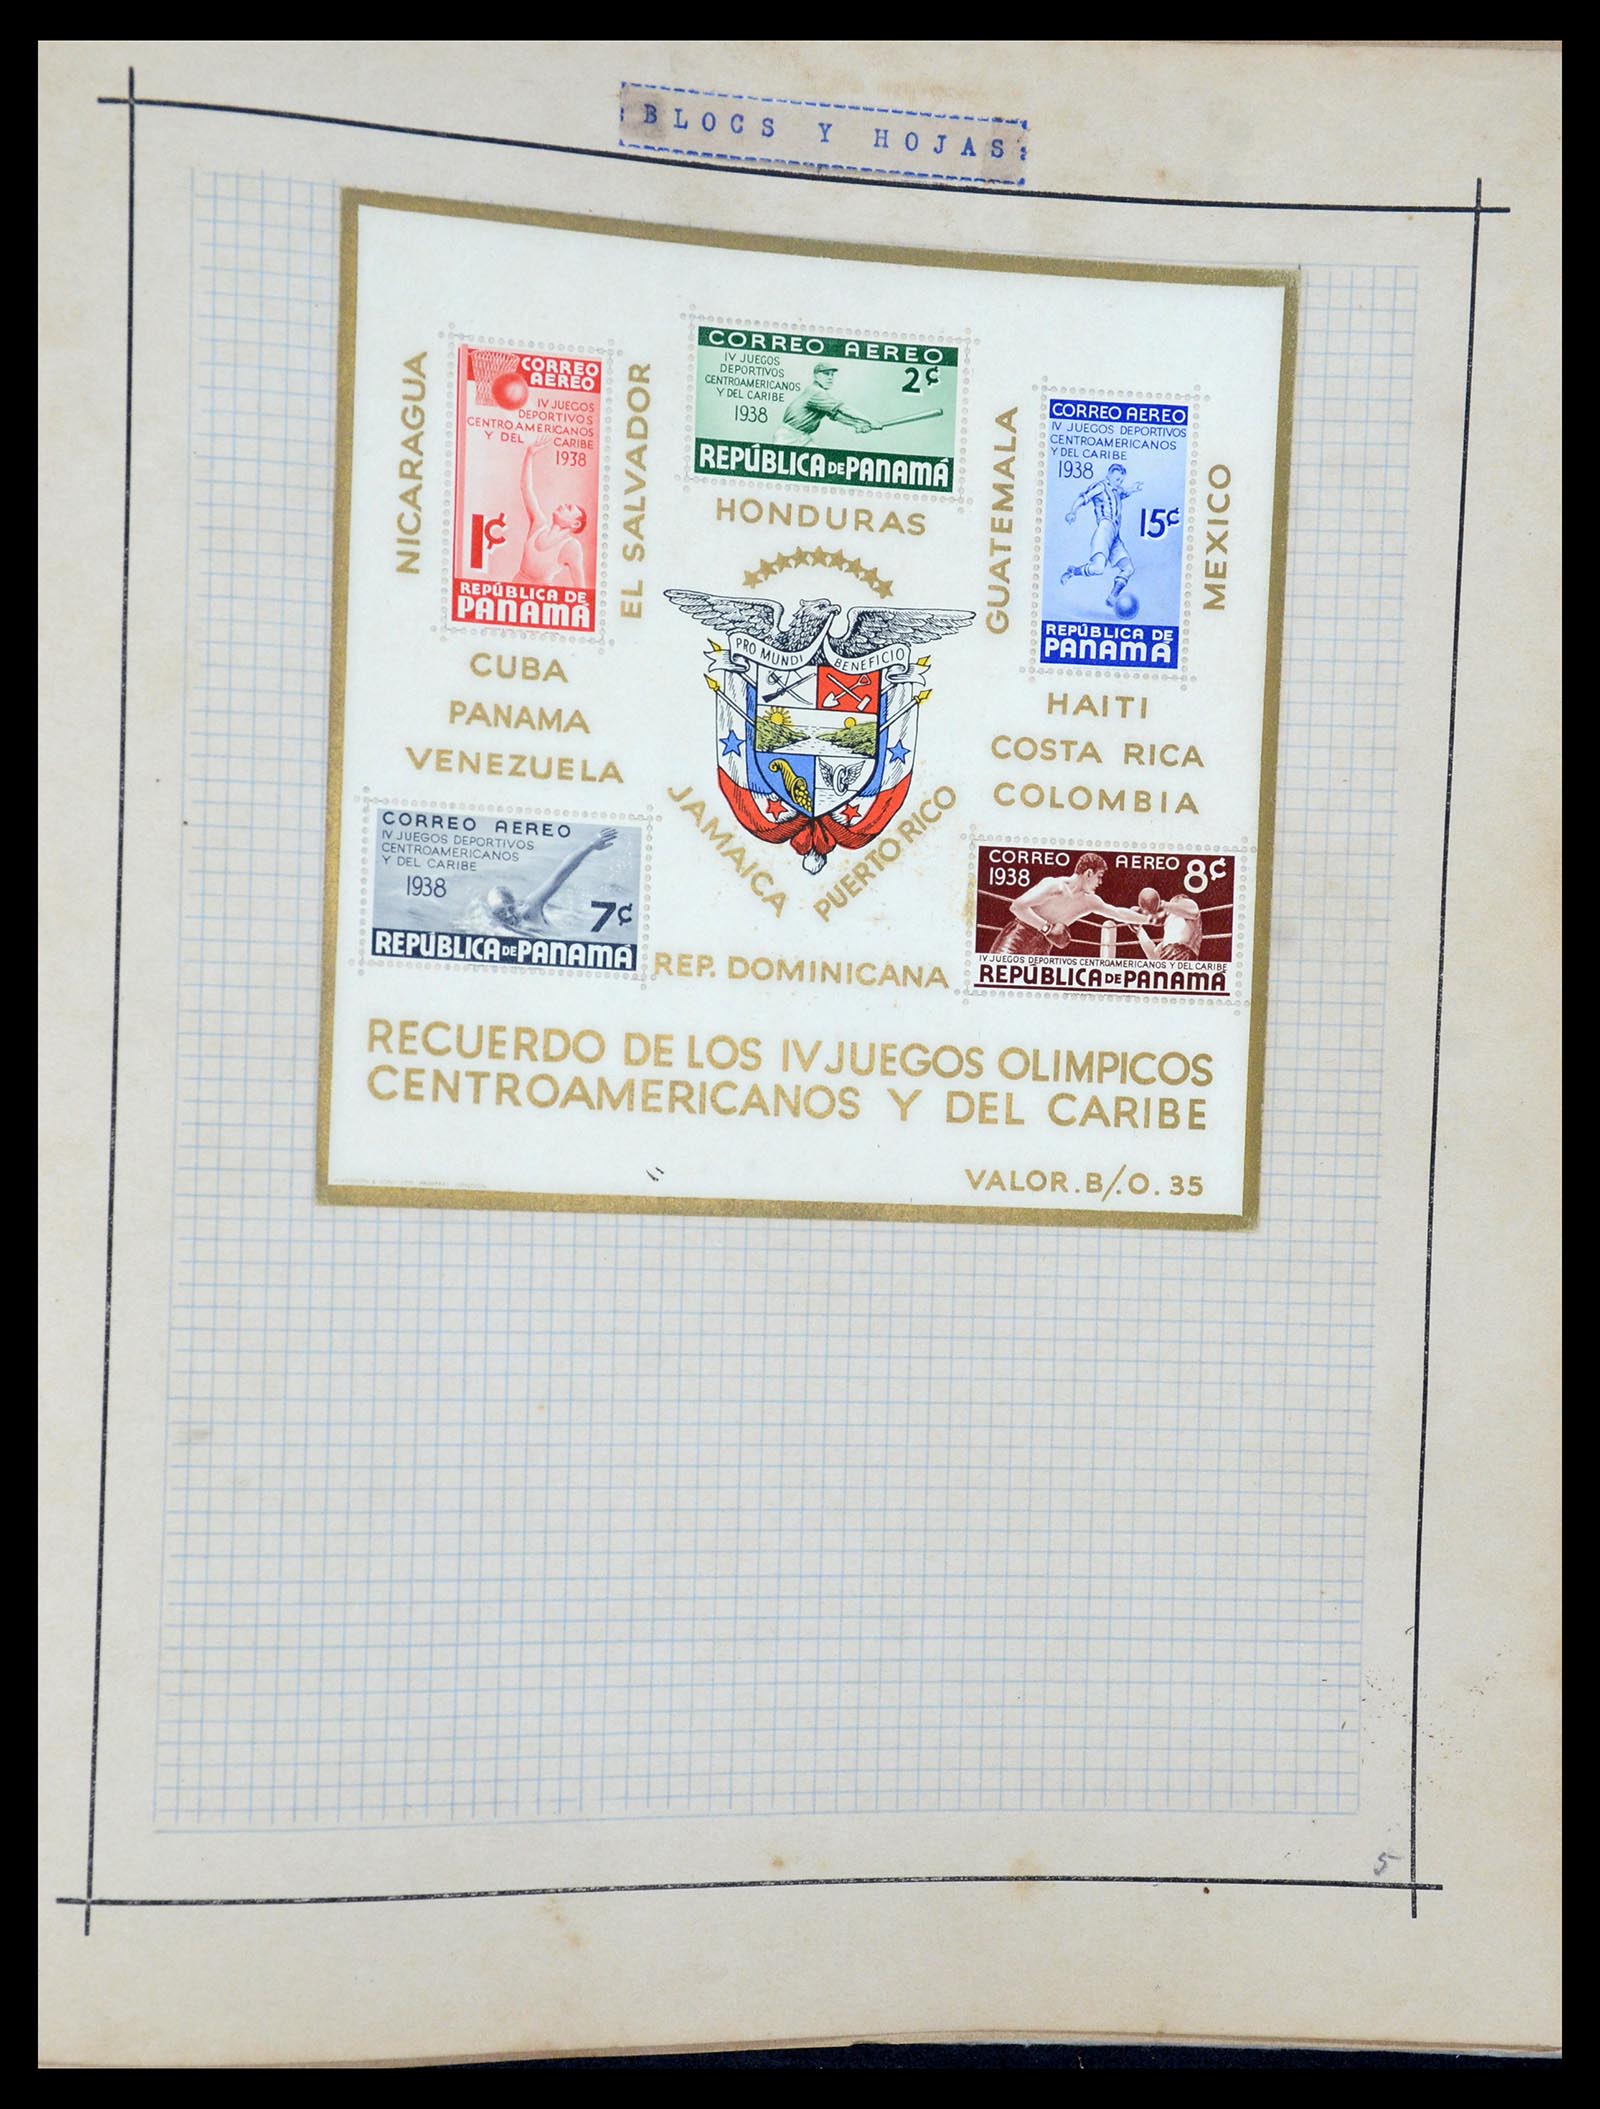 BLOCS Y HOJAS
NICARAGUA
CORREO
AEREO
IV JUEGOS
DEPORTIVOS
CENTROAMERICANOS
Y DEL CARIBE
1938
1¢
REPÚBLICA DE
PANAMÁ
EL SALVADOR
CORREO AEREO
IV JUEGOS
DEPORTIVOS
CENTROAMERICANOS
Y DEL CARIBE
1938
2¢
REPÚBLICA DE PANAMÁ
HONDURAS
GUATEMALA
CORREO AEREO
IV JUEGOS DEPORTIVOS
CENTROAMERICANOS
Y DEL CARIBE
1938
15¢
REPÚBLICA DE
PANAMÁ
MEXICO
CUBA
PANAMA
VENEZUELA
PRO MUNDI BENEFICIO
HAITI
COSTA RICA
COLOMBIA
JAMAICA
PUERTO RICO
CORREO AEREO
IV JUEGOS DEPORTIVOS
CENTROAMERICANOS
Y DEL CARIBE
1938
7¢
REPÚBLICA DE PANAMÁ
REP. DOMINICANA
CORREO AEREO
1938
8¢
IV JUEGOS DEPORTIVOS CENTROAMERICANOS Y DEL CARIBE
REPÚBLICA DE PANAMÁ
RECUERDO DE LOS IV JUEGOS OLIMPICOS
CENTROAMERICANOS Y DEL CARIBE
VALOR.B/.O.35
5